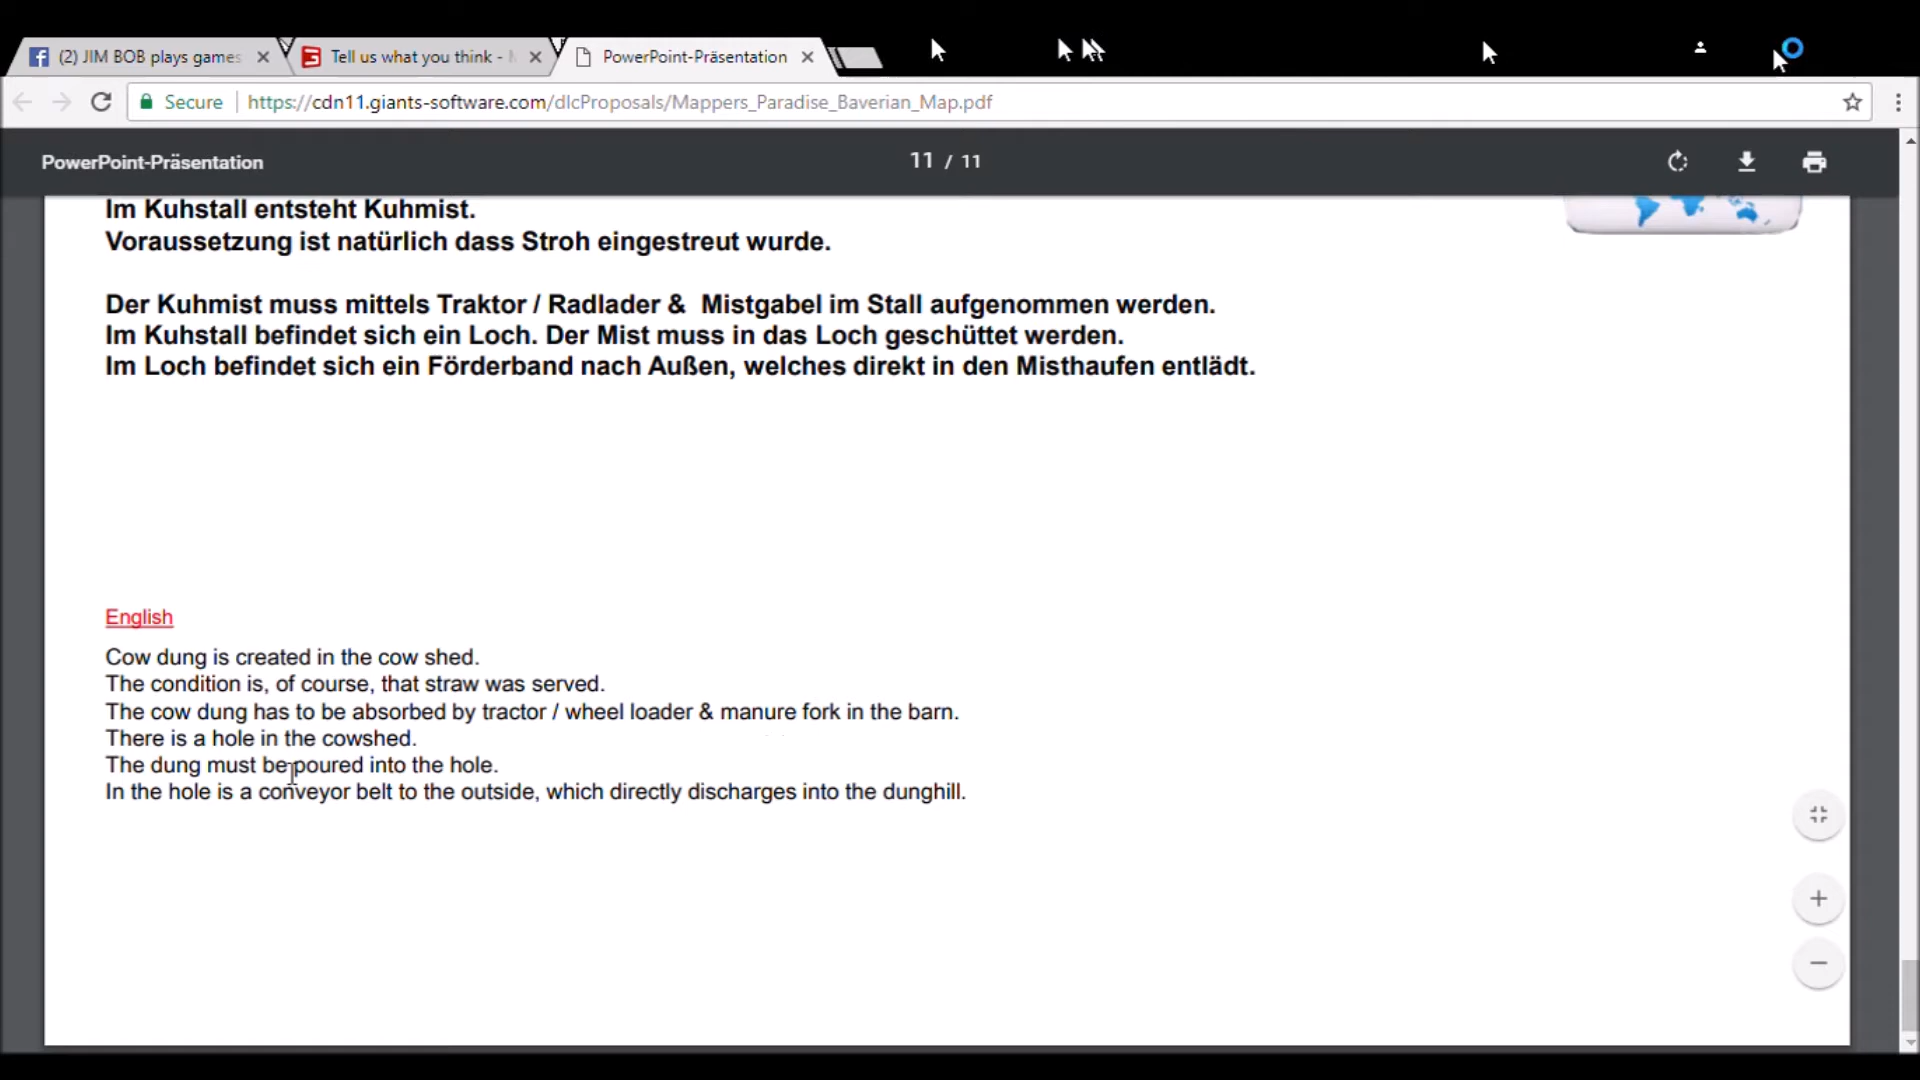 (2) JIM BOB plays games
Tell us what you think -
PowerPoint-Präsentation
Secure
https://cdn11.giants-software.com/dlcProposals/Mappers_Paradise_Baverian_Map.pdf
PowerPoint-Präsentation
11 / 11
Im Kuhstall entsteht Kuhmist.
Voraussetzung ist natürlich dass Stroh eingestreut wurde.
Der Kuhmist muss mittels Traktor / Radlader & Mistgabel im Stall aufgenommen werden.
Im Kuhstall befindet sich ein Loch. Der Mist muss in das Loch geschüttet werden.
Im Loch befindet sich ein Förderband nach Außen, welches direkt in den Misthaufen entlädt.
English
Cow dung is created in the cow shed.
The condition is, of course, that straw was served.
The cow dung has to be absorbed by tractor / wheel loader & manure fork in the barn.
There is a hole in the cowshed.
The dung must be poured into the hole.
In the hole is a conveyor belt to the outside, which directly discharges into the dunghill.